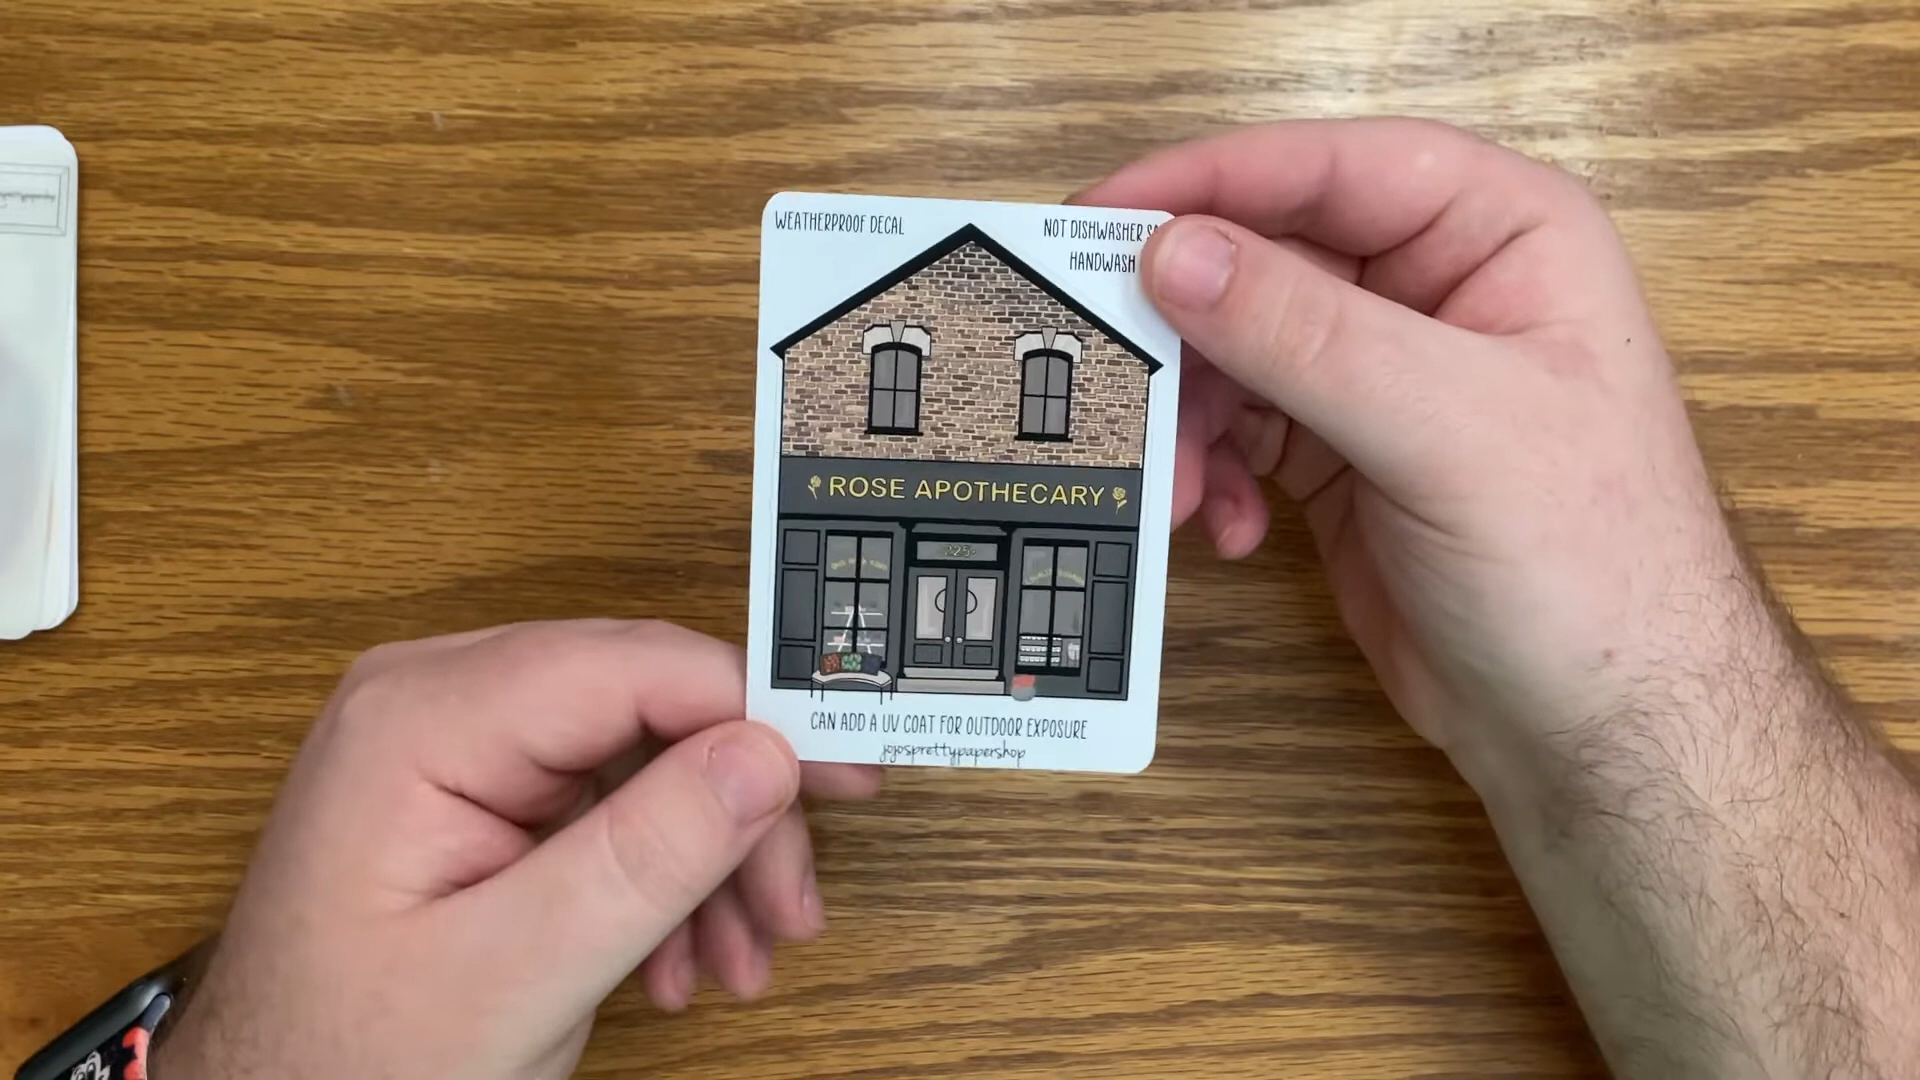 WEATHERPROOF DECAL
NOT DISHWASHER
HANDWASH
ROSE APOTHECARY
225
CAN ADD A UV COAT FOR OUTDOOR EXPOSURE
jojosprettypapershop